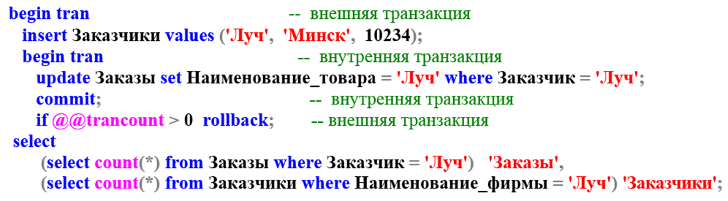 begin tran -- внешняя транзакция
insert Заказчики values ('Луч', 'Минск', 10234);
begin tran -- внутренняя транзакция
update Заказы set Наименование_товара = 'Луч' where Заказчик = 'Луч';
commit; -- внутренняя транзакция
if @@trancount > 0 rollback; -- внешняя транзакция
select
(select count(*) from Заказы where Заказчик = 'Луч') 'Заказы',
(select count(*) from Заказчики where Наименование_фирмы = 'Луч') 'Заказчики';